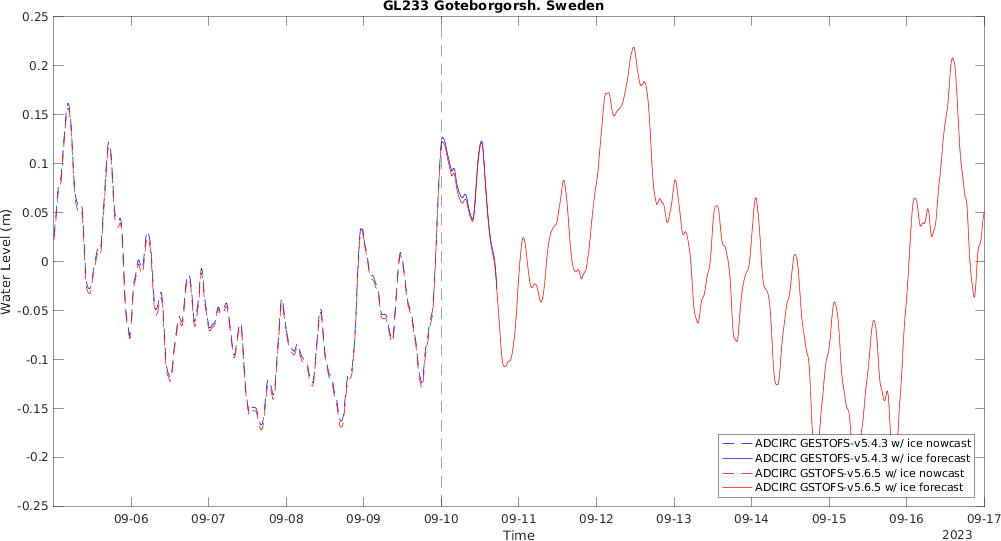 GL233 Goteborgorsh. Sweden
Water Level (m)
0.25
0.2
0.15
0.1
0.05
0
-0.05
-0.1
-0.15
-0.2
-0.25
ADCIRC GESTOFS-v5.4.3 w/ ice nowcast
ADCIRC GESTOFS-v5.4.3 w/ ice forecast
ADCIRC GSTOFS-v5.6.5 w/ ice nowcast
ADCIRC GSTOFS-v5.6.5 w/ ice forecast
09-06 09-07 09-08 09-09 09-10 09-11 09-12 09-13 09-14 09-15 09-16 09-17
Time
2023